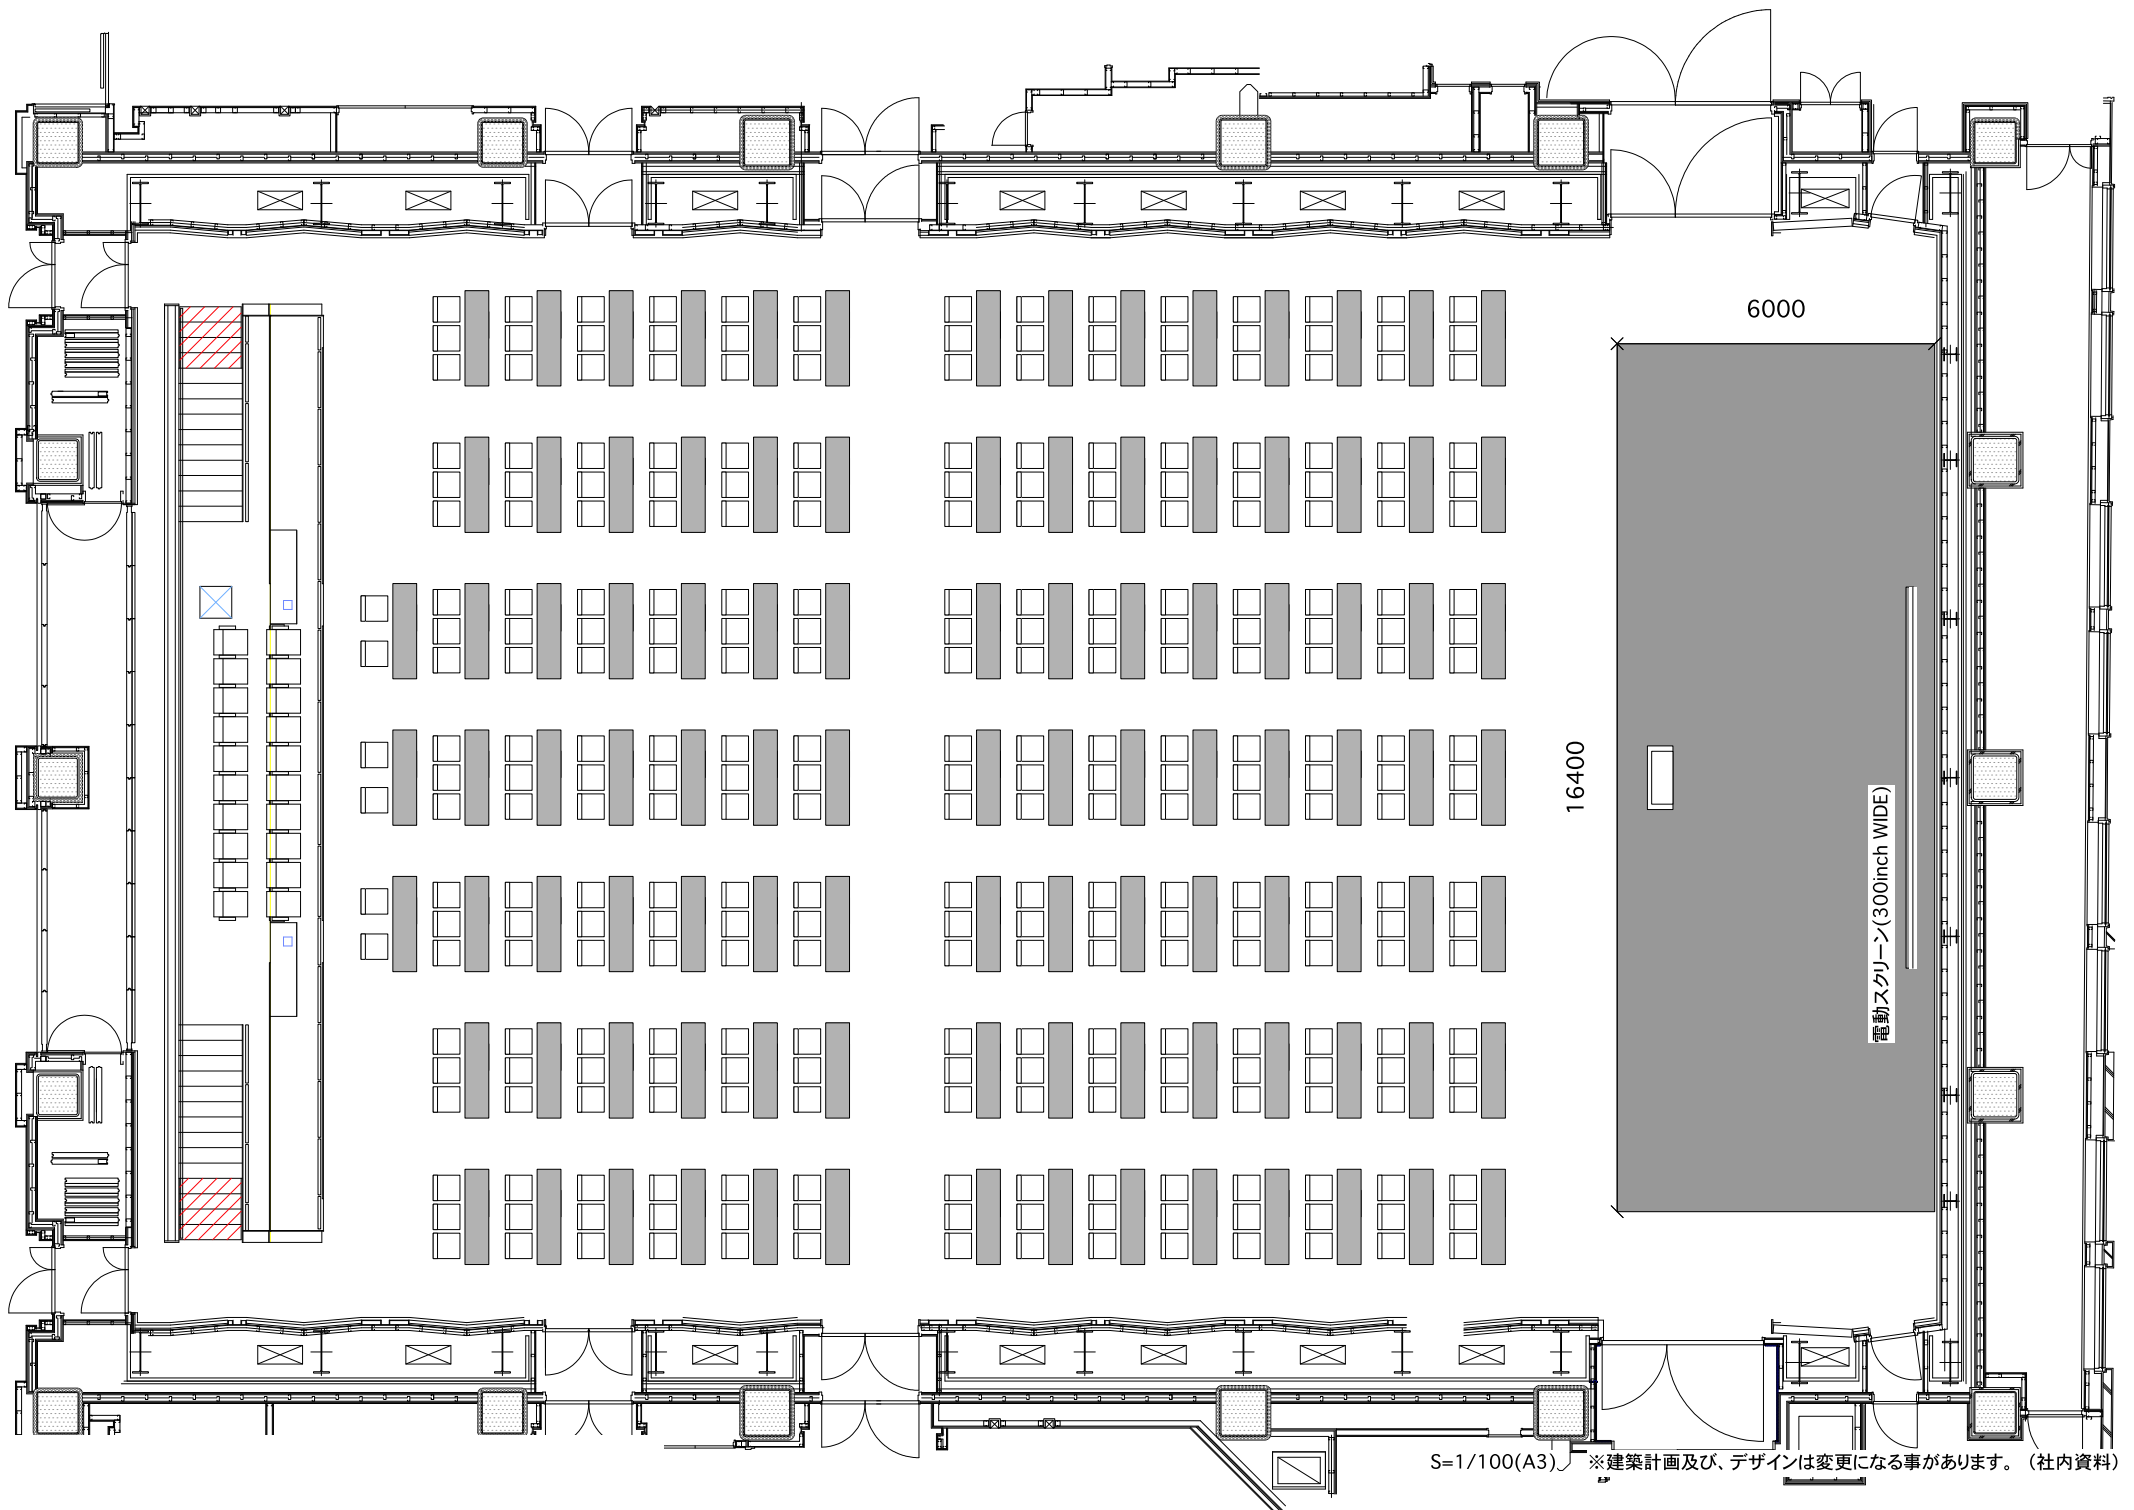 6000
16400
電動スクリーン(300inch WIDE)
S=1/100(A3)
※建築計画及び、デザインは変更になる事があります。（社内資料）